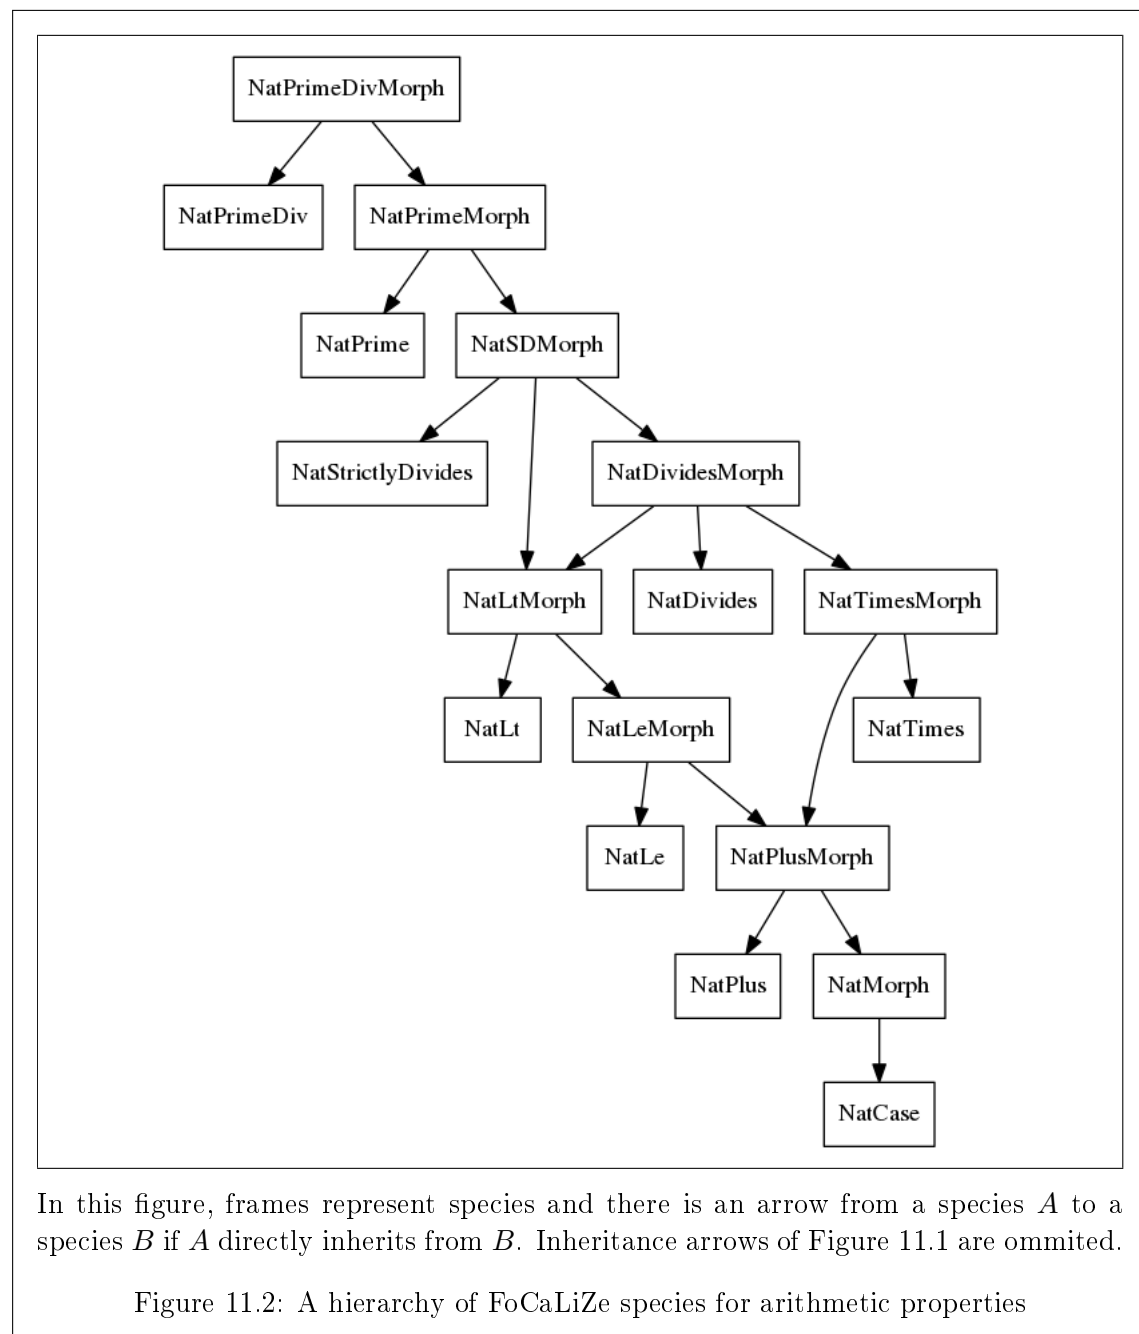 NatPrimeDivMorph
NatPrimeDiv
NatPrimeMorph
NatPrime
NatSDMorph
NatStrictlyDivides
NatDividesMorph
NatLtMorph
NatDivides
NatTimesMorph
NatLt
NatLeMorph
NatTimes
NatLe
NatPlusMorph
NatPlus
NatMorph
NatCase
In this figure, frames represent species and there is an arrow from a species A to a
species B if A directly inherits from B. Inheritance arrows of Figure 11.1 are ommited.
Figure 11.2: A hierarchy of FoCaLiZe species for arithmetic properties